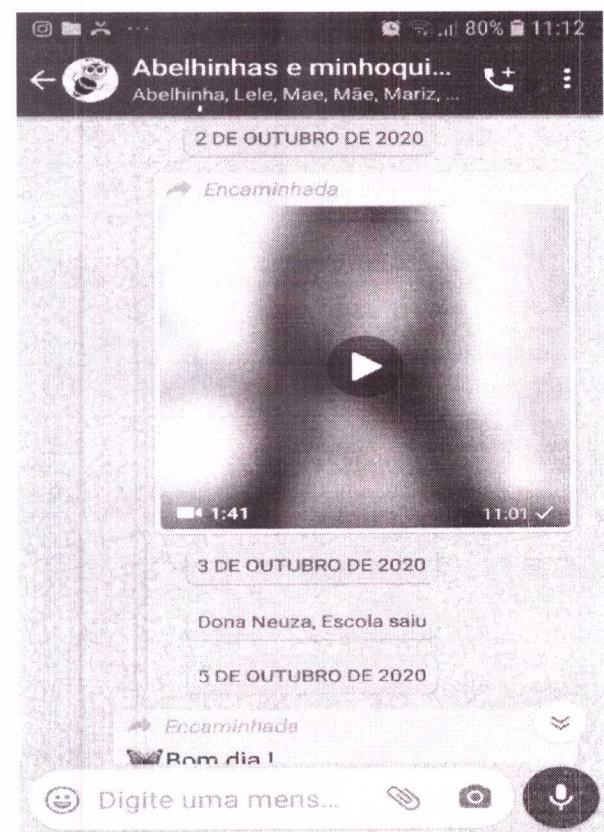 80% 11:12
Abelhinhas e minhoqui...
Abelhinha, Lele, Mae, Mãe, Mariz, ...
2 DE OUTUBRO DE 2020
Encaminhada
1:41 11:01
3 DE OUTUBRO DE 2020
Dona Neuza, Escola saiu
5 DE OUTUBRO DE 2020
Encaminhada
Bom dia !
Digite uma mens...